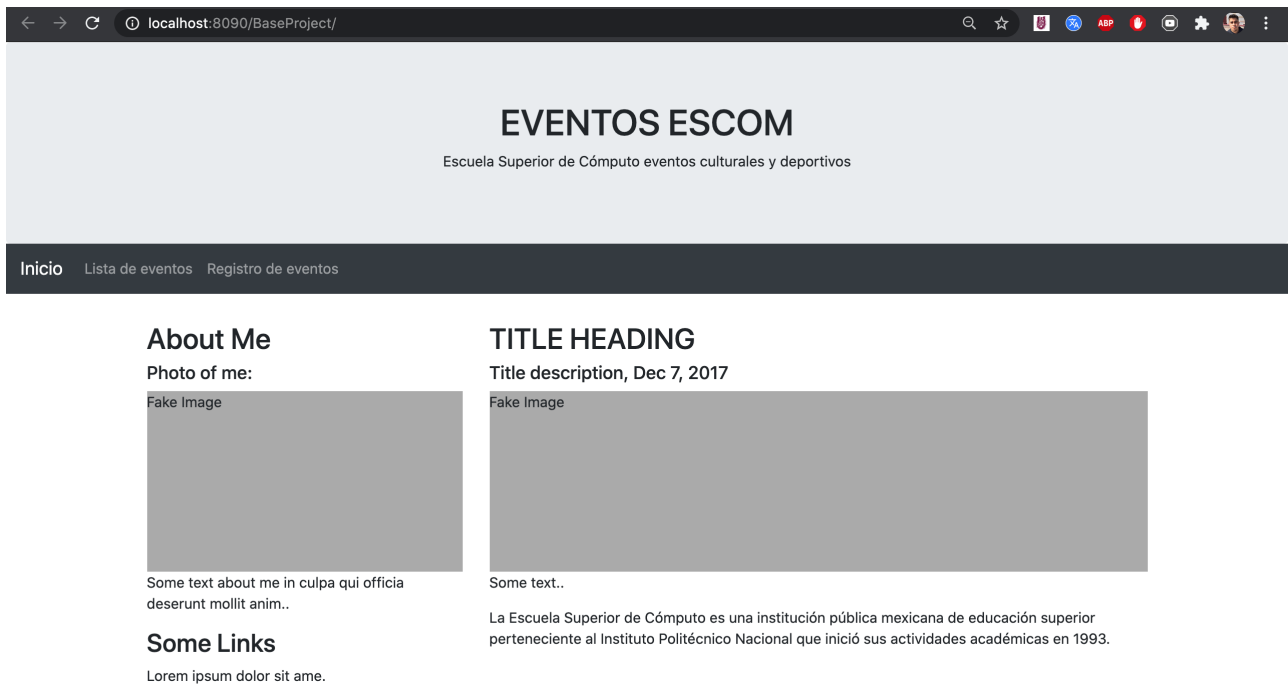 localhost:8090/BaseProject/
ABP
EVENTOS ESCOM
Escuela Superior de Cómputo eventos culturales y deportivos
Inicio Lista de eventos Registro de eventos
About Me
Photo of me:
Fake Image
Some text about me in culpa qui officia
deserunt mollit anim..
Some Links
Lorem ipsum dolor sit ame.
TITLE HEADING
Title description, Dec 7, 2017
Fake Image
Some text..
La Escuela Superior de Cómputo es una institución pública mexicana de educación superior
perteneciente al Instituto Politécnico Nacional que inició sus actividades académicas en 1993.